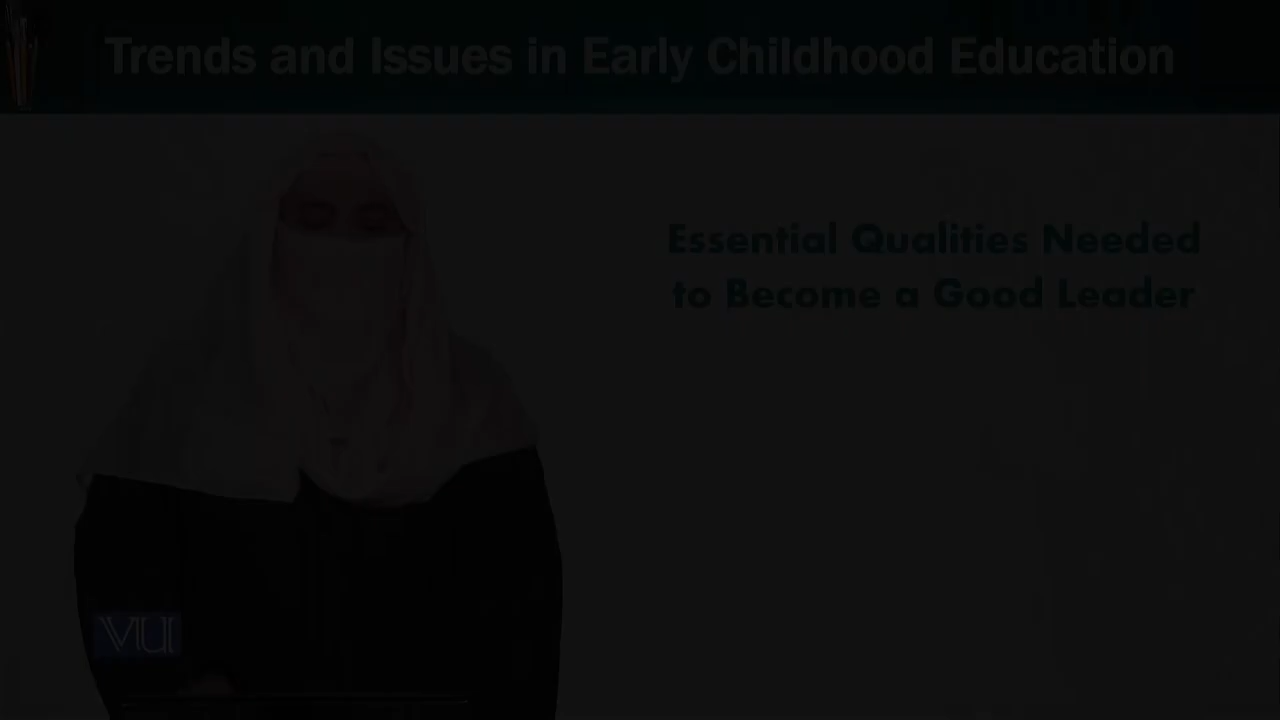 Trends and Issues in Early Childhood Education
Essential Qualities Needed
to Become a Good Leader
VU